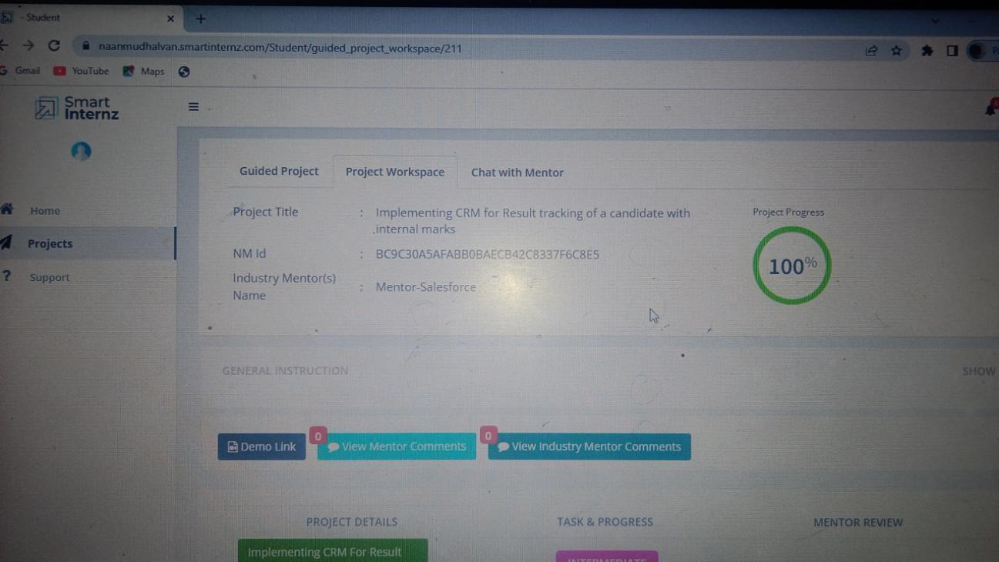 - Student
naanmudhalvan.smartinternz.com/Student/guided_project_workspace/211
Gmail YouTube Maps
Smart
Internz
Home
Projects
Support
Guided Project Project Workspace Chat with Mentor
Project Title : Implementing CRM for Result tracking of a candidate with
internal marks
NM Id : BC9C30A5AFABB0BAECB42C8337F6C8E5
Industry Mentor(s)
Name : Mentor-Salesforce
Project Progress
100%
GENERAL INSTRUCTION SHOW
Demo Link 0 View Mentor Comments 0 View Industry Mentor Comments
PROJECT DETAILS TASK & PROGRESS MENTOR REVIEW
Implementing CRM For Result
INTERMEDIATE